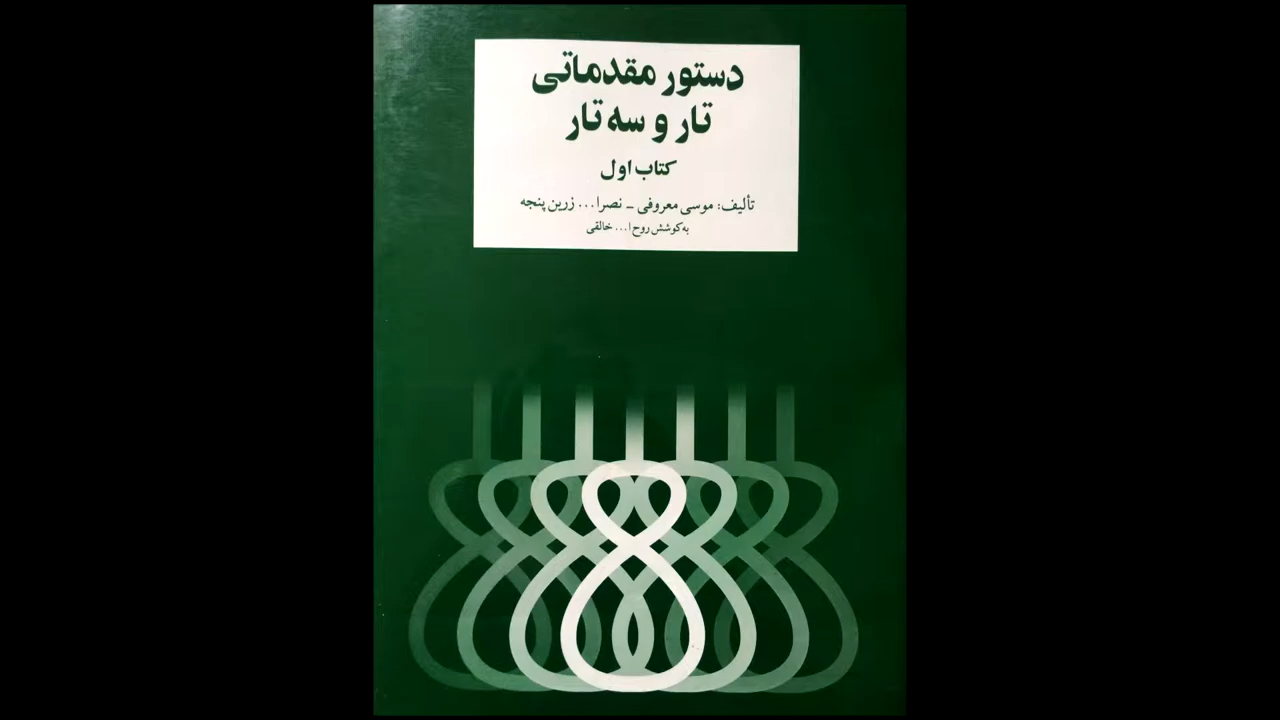 دستور مقدماتی
تار و سه تار
کتاب اول
تألیف: موسی معروفی ـ نصرا... زرین پنجه
به‌کوشش روح ا... خالقی